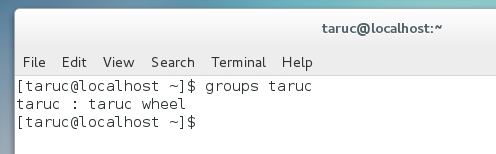 taruc@localhost:~
File Edit View Search Terminal Help
[taruc@localhost ~]$ groups taruc
taruc : taruc wheel
[taruc@localhost ~]$